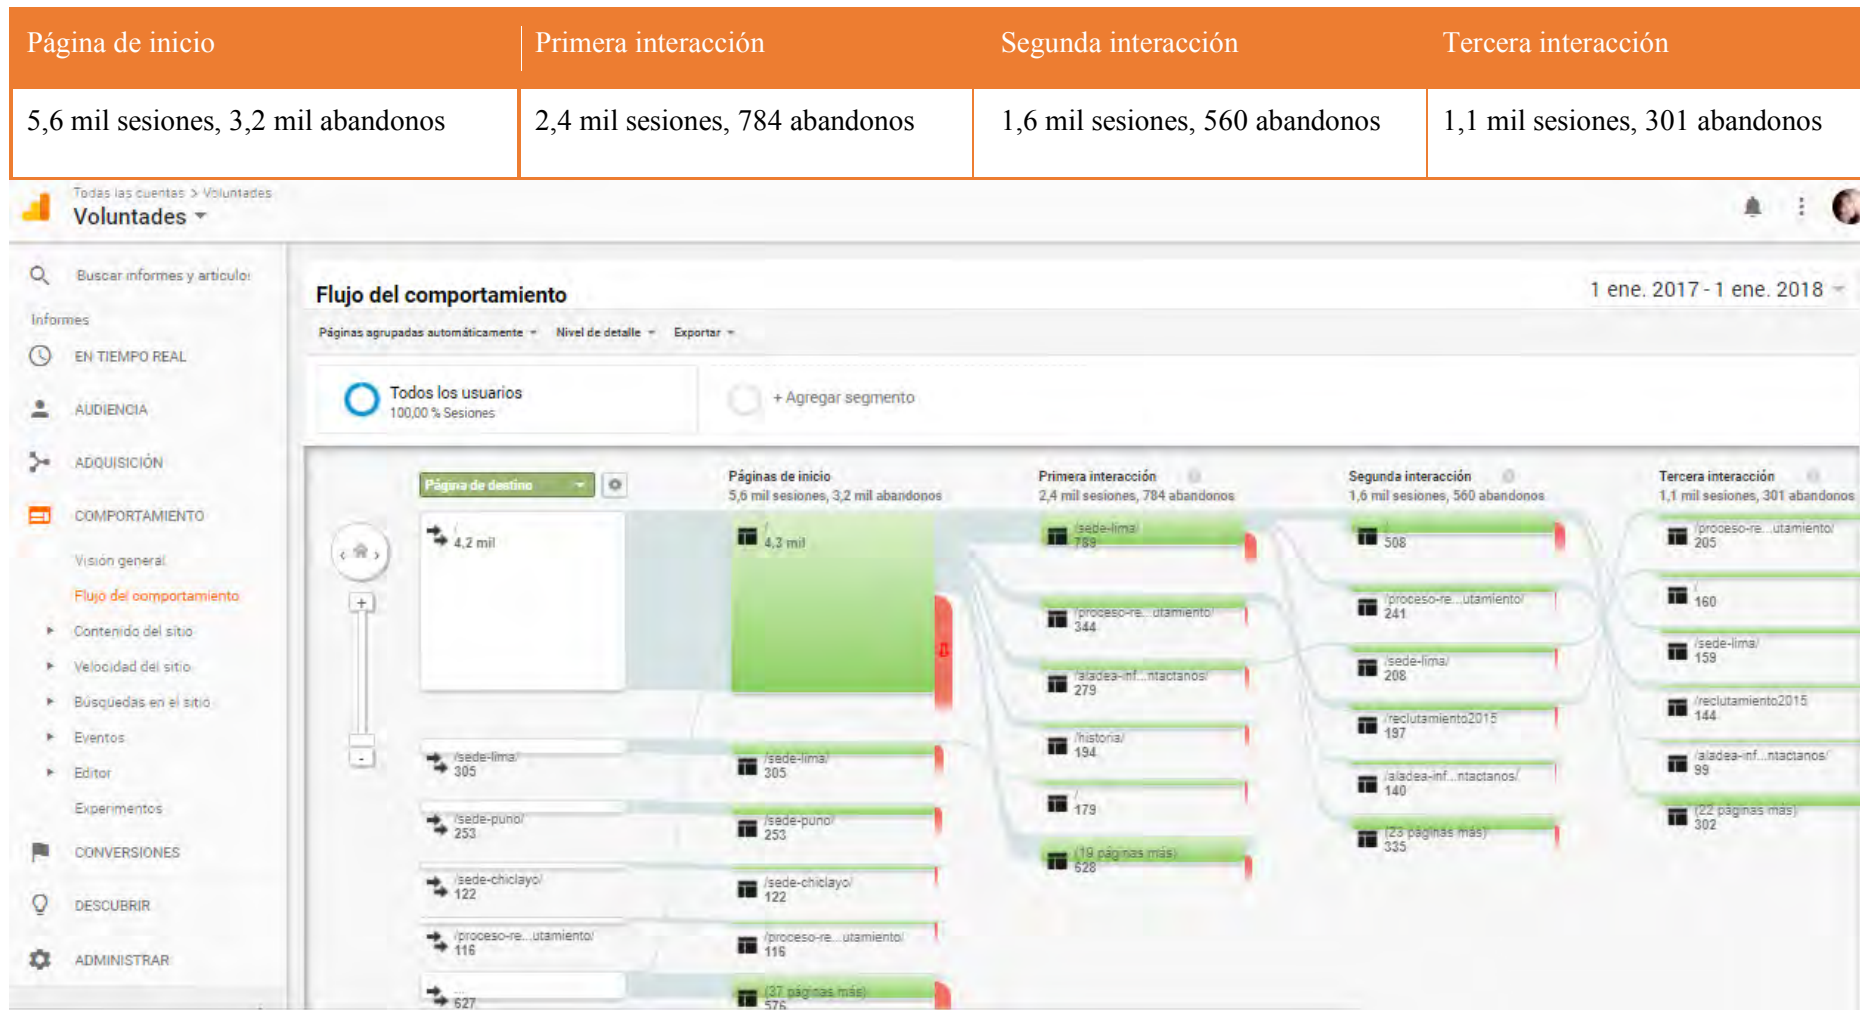 Página de inicio
Primera interacción
Segunda interacción
Tercera interacción
5,6 mil sesiones, 3,2 mil abandonos
2,4 mil sesiones, 784 abandonos
1,6 mil sesiones, 560 abandonos
1,1 mil sesiones, 301 abandonos
Todas las cuentas > Voluntades
Voluntades
Buscar informes y artículos
Informes
EN TIEMPO REAL
AUDIENCIA
ADQUISICIÓN
COMPORTAMIENTO
Visión general
Flujo del comportamiento
Contenido del sitio
Velocidad del sitio
Búsquedas en el sitio
Eventos
Editor
Experimentos
CONVERSIONES
DESCUBRIR
ADMINISTRAR
Flujo del comportamiento
1 ene. 2017 - 1 ene. 2018
Páginas agrupadas automáticamente
Nivel de detalle
Exportar
Todos los usuarios
100,00 % Sesiones
+ Agregar segmento
Página de destino
/
4,2 mil
/sede-lima/
305
/sede-puno/
253
/sede-chiclayo/
122
/proceso-re...utamiento/
116
...
627
Páginas de inicio
5,6 mil sesiones, 3,2 mil abandonos
/
4,3 mil
/sede-lima/
305
/sede-puno/
253
/sede-chiclayo/
122
/proceso-re...utamiento/
116
(37 páginas más)
576
Primera interacción
2,4 mil sesiones, 784 abandonos
/sede-lima/
789
/proceso-re...utamiento/
344
/aladea-inf...ntactanos/
279
/historia/
194
/
179
(19 páginas más)
628
Segunda interacción
1,6 mil sesiones, 560 abandonos
/
508
/proceso-re...utamiento/
241
/sede-lima/
208
/reclutamiento2015
197
/aladea-inf...ntactanos/
140
(23 páginas más)
335
Tercera interacción
1,1 mil sesiones, 301 abandonos
/proceso-re...utamiento/
205
/
160
/sede-lima/
159
/reclutamiento2015
144
/aladea-inf...ntactanos/
99
(22 páginas más)
302